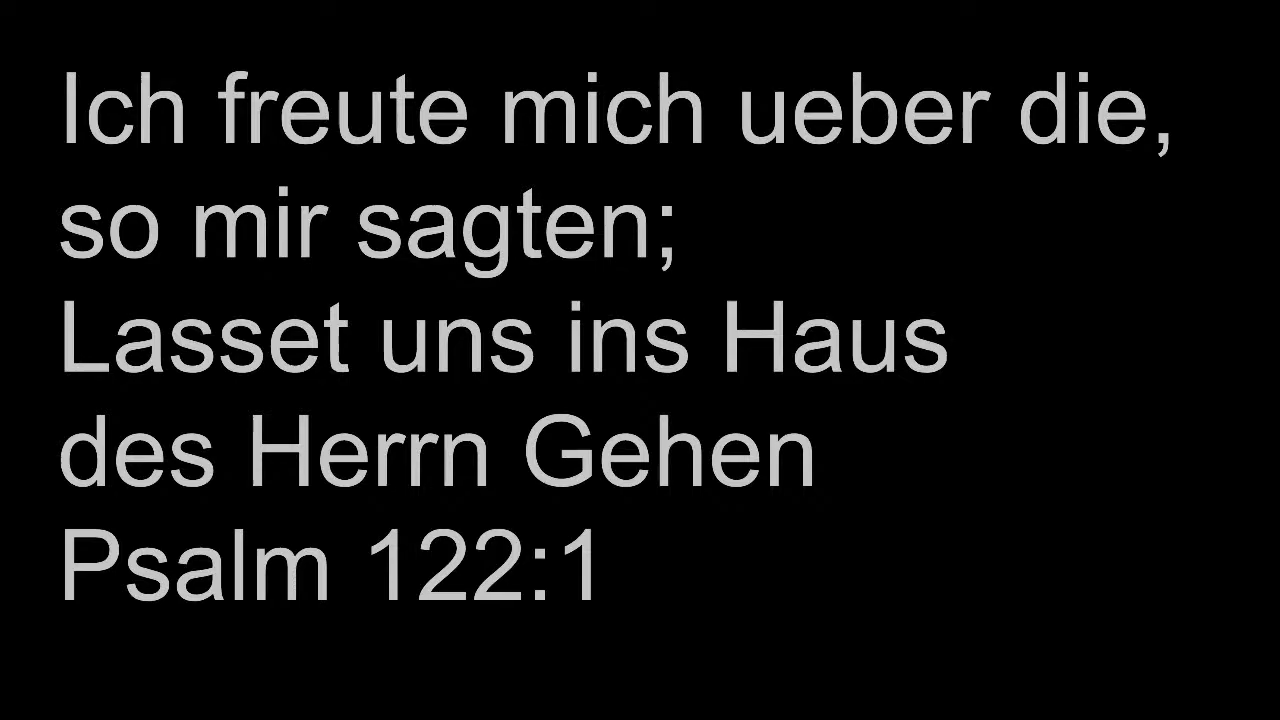 Ich freute mich ueber die,
so mir sagten;
Lasset uns ins Haus
des Herrn Gehen
Psalm 122:1